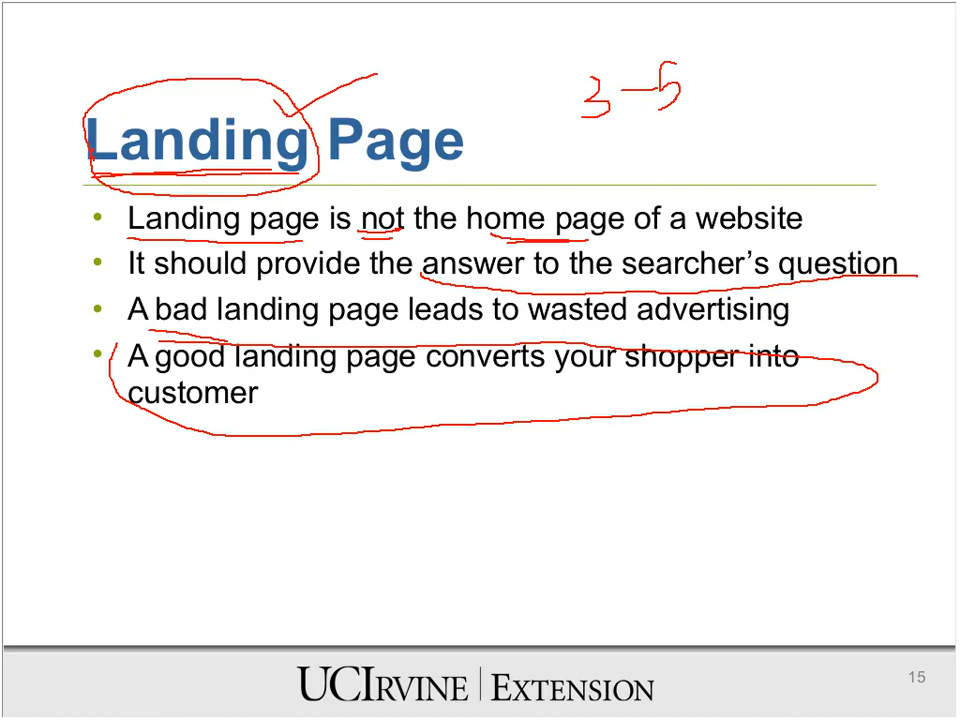 3-5
Landing Page
• Landing page is not the home page of a website
• It should provide the answer to the searcher's question
• A bad landing page leads to wasted advertising
• A good landing page converts your shopper into
customer
UCIRVINE | EXTENSION
15